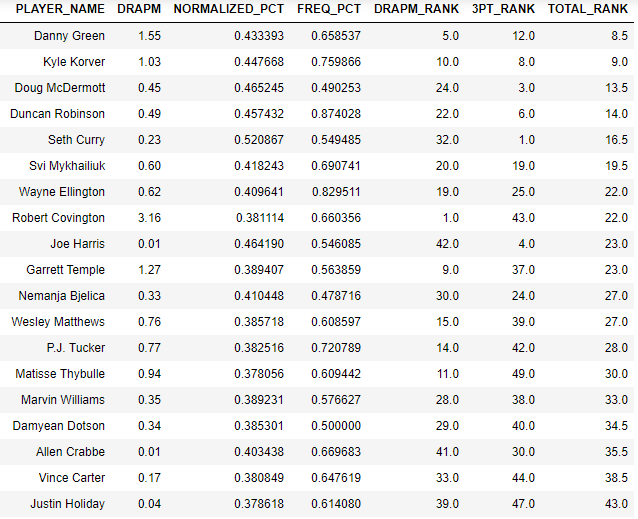 PLAYER_NAME DRAPM NORMALIZED_PCT FREQ_PCT DRAPM_RANK 3PT_RANK TOTAL_RANK
Danny Green 1.55 0.433393 0.658537 5.0 12.0 8.5
Kyle Korver 1.03 0.447668 0.759866 10.0 8.0 9.0
Doug McDermott 0.45 0.465245 0.490253 24.0 3.0 13.5
Duncan Robinson 0.49 0.457432 0.874028 22.0 6.0 14.0
Seth Curry 0.23 0.520867 0.549485 32.0 1.0 16.5
Svi Mykhailiuk 0.60 0.418243 0.690741 20.0 19.0 19.5
Wayne Ellington 0.62 0.409641 0.829511 19.0 25.0 22.0
Robert Covington 3.16 0.381114 0.660356 1.0 43.0 22.0
Joe Harris 0.01 0.464190 0.546085 42.0 4.0 23.0
Garrett Temple 1.27 0.389407 0.563859 9.0 37.0 23.0
Nemanja Bjelica 0.33 0.410448 0.478716 30.0 24.0 27.0
Wesley Matthews 0.76 0.385718 0.608597 15.0 39.0 27.0
P.J. Tucker 0.77 0.382516 0.720789 14.0 42.0 28.0
Matisse Thybulle 0.94 0.378056 0.609442 11.0 49.0 30.0
Marvin Williams 0.35 0.389231 0.576627 28.0 38.0 33.0
Damyean Dotson 0.34 0.385301 0.500000 29.0 40.0 34.5
Allen Crabbe 0.01 0.403438 0.669683 41.0 30.0 35.5
Vince Carter 0.17 0.380849 0.647619 33.0 44.0 38.5
Justin Holiday 0.04 0.378618 0.614080 39.0 47.0 43.0